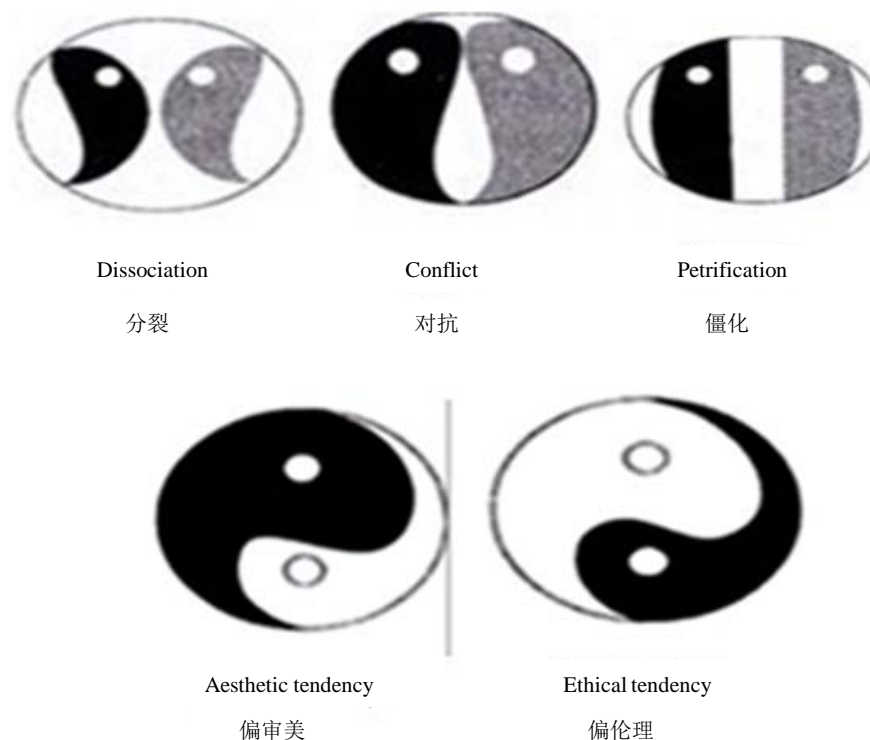 Dissociation Conflict Petrification
分裂 对抗 僵化
Aesthetic tendency Ethical tendency
偏审美 偏伦理